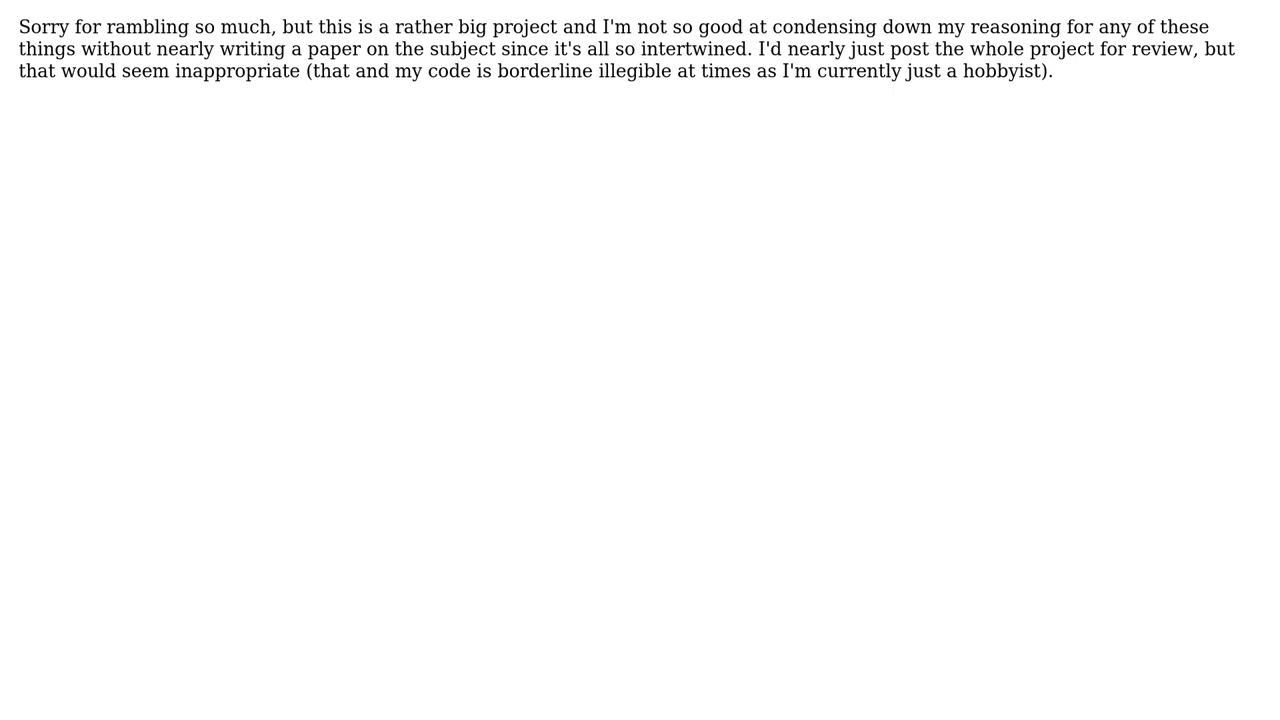 Sorry for rambling so much, but this is a rather big project and I'm not so good at condensing down my reasoning for any of these
things without nearly writing a paper on the subject since it's all so intertwined. I'd nearly just post the whole project for review, but
that would seem inappropriate (that and my code is borderline illegible at times as I'm currently just a hobbyist).